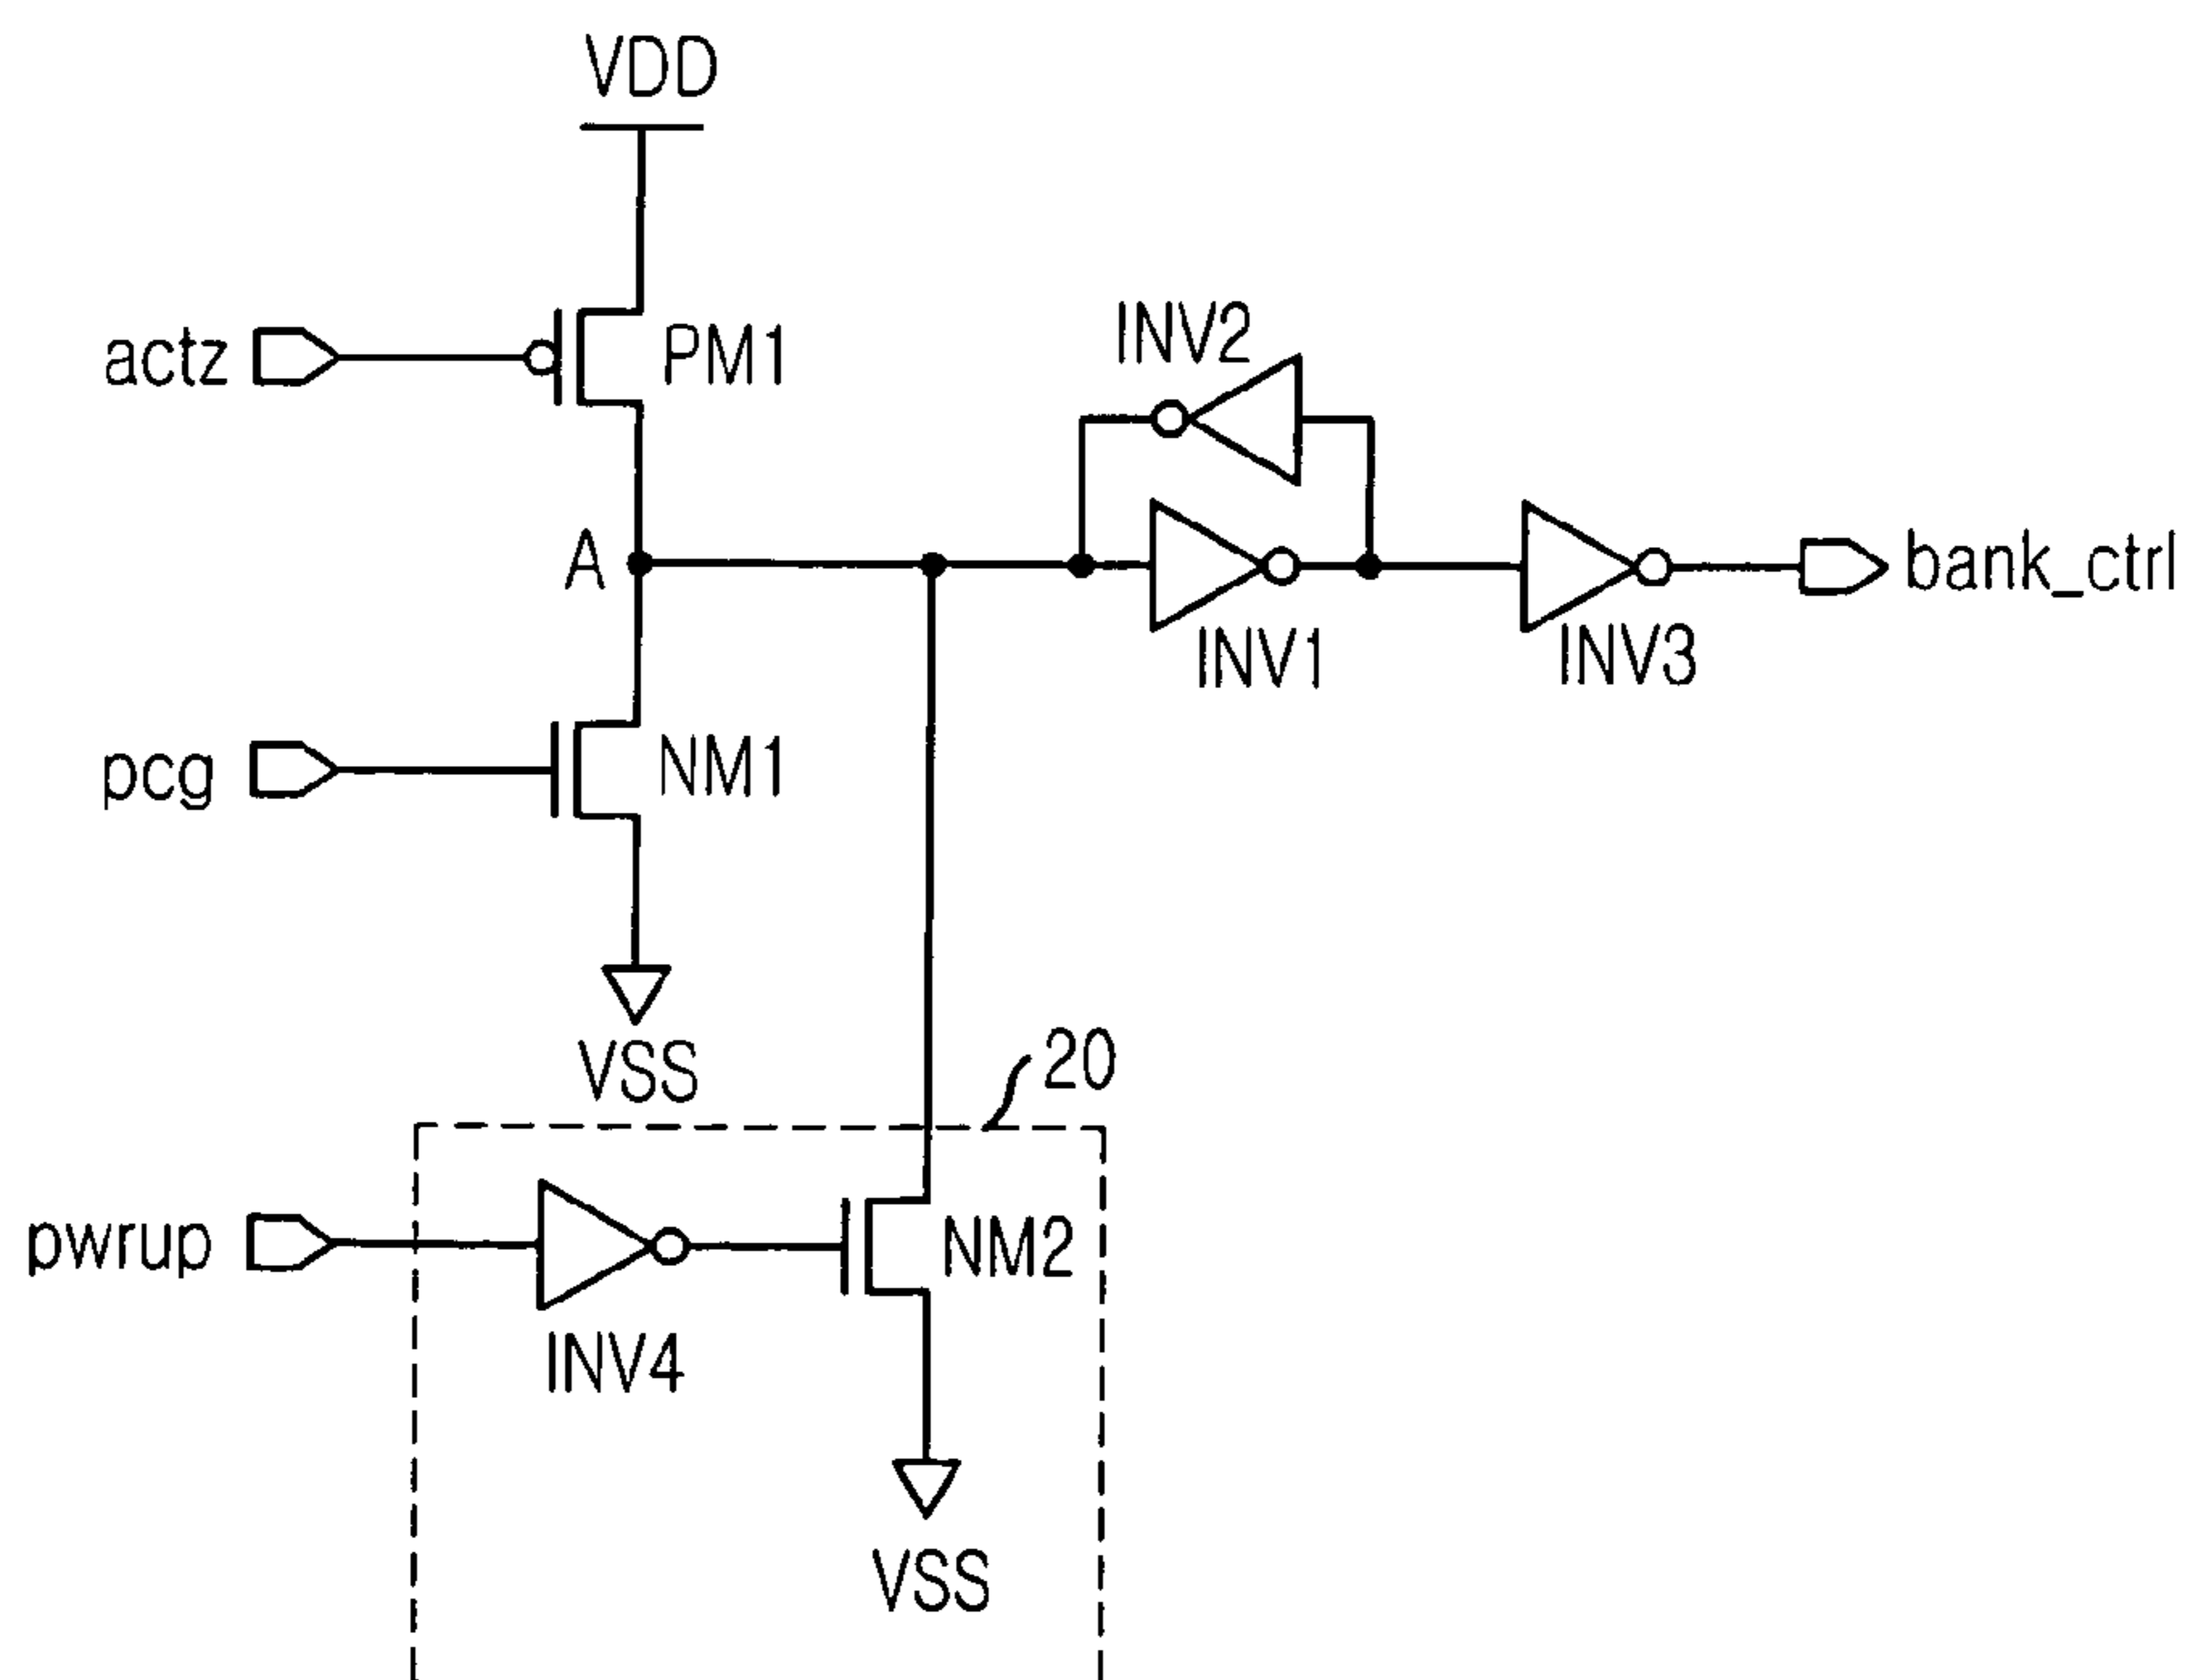 VDD
actz
PM1
INV2
A
bank_ctrl
INV1
INV3
pcg
NM1
VSS
20
pwrup
NM2
INV4
VSS